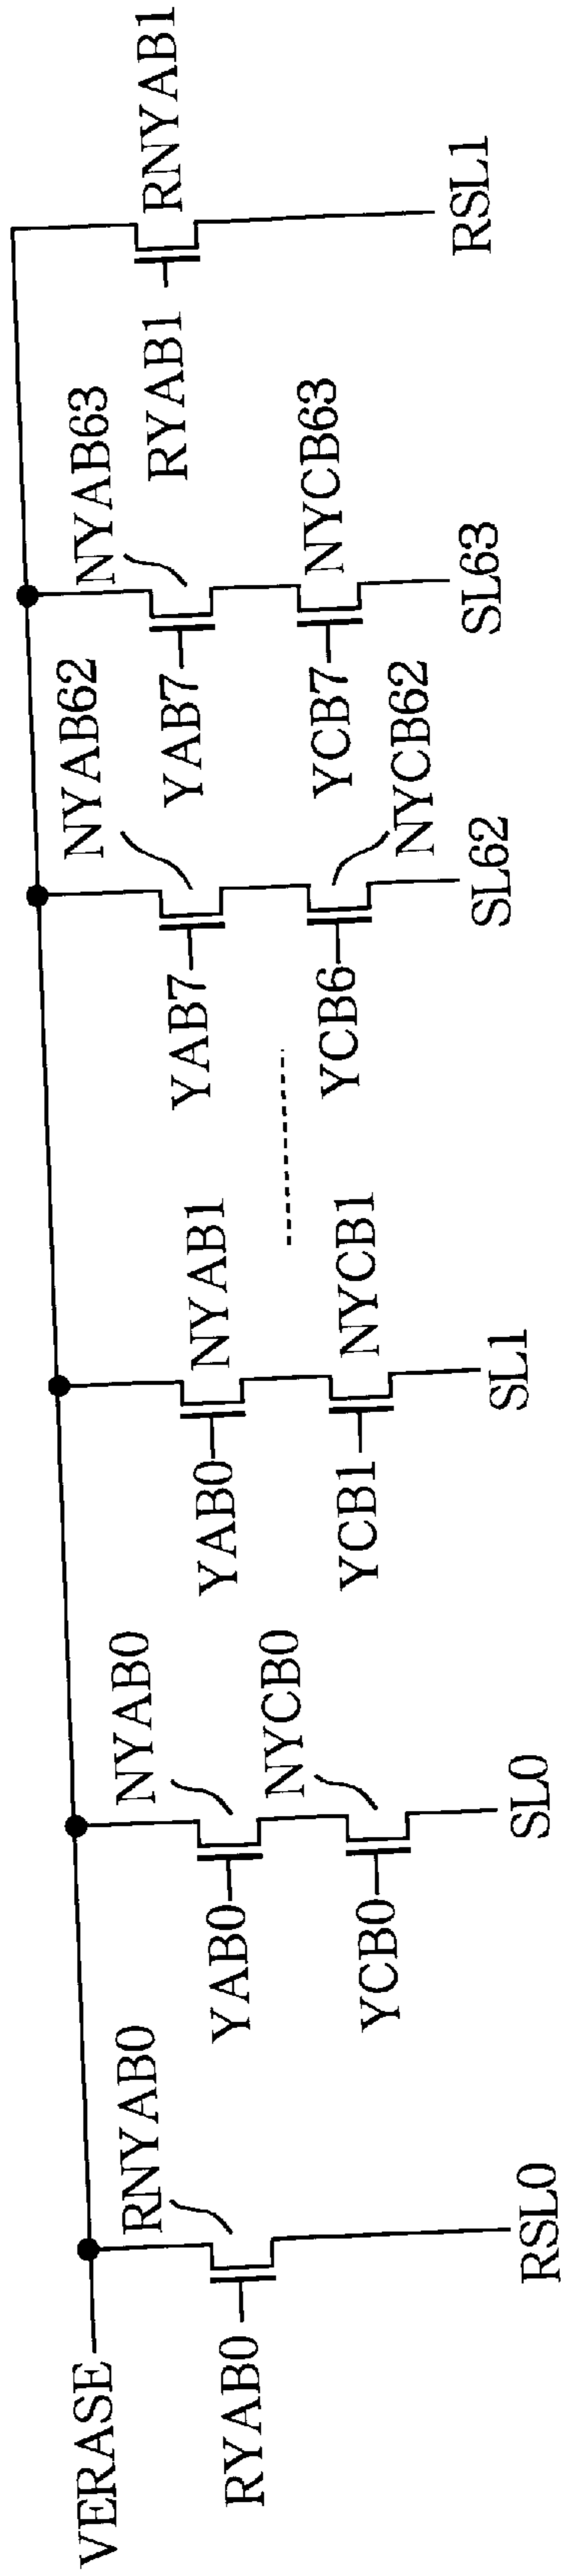 VERASE
RYAB0
RNYAB0
RSL0
YAB0
NYAB0
YCB0
NYCB0
SL0
YAB0
NYAB1
YCB1
NYCB1
SL1
YAB7
NYAB62
YCB6
NYCB62
SL62
YAB7
NYAB63
YCB7
NYCB63
SL63
RYAB1
RNYAB1
RSL1